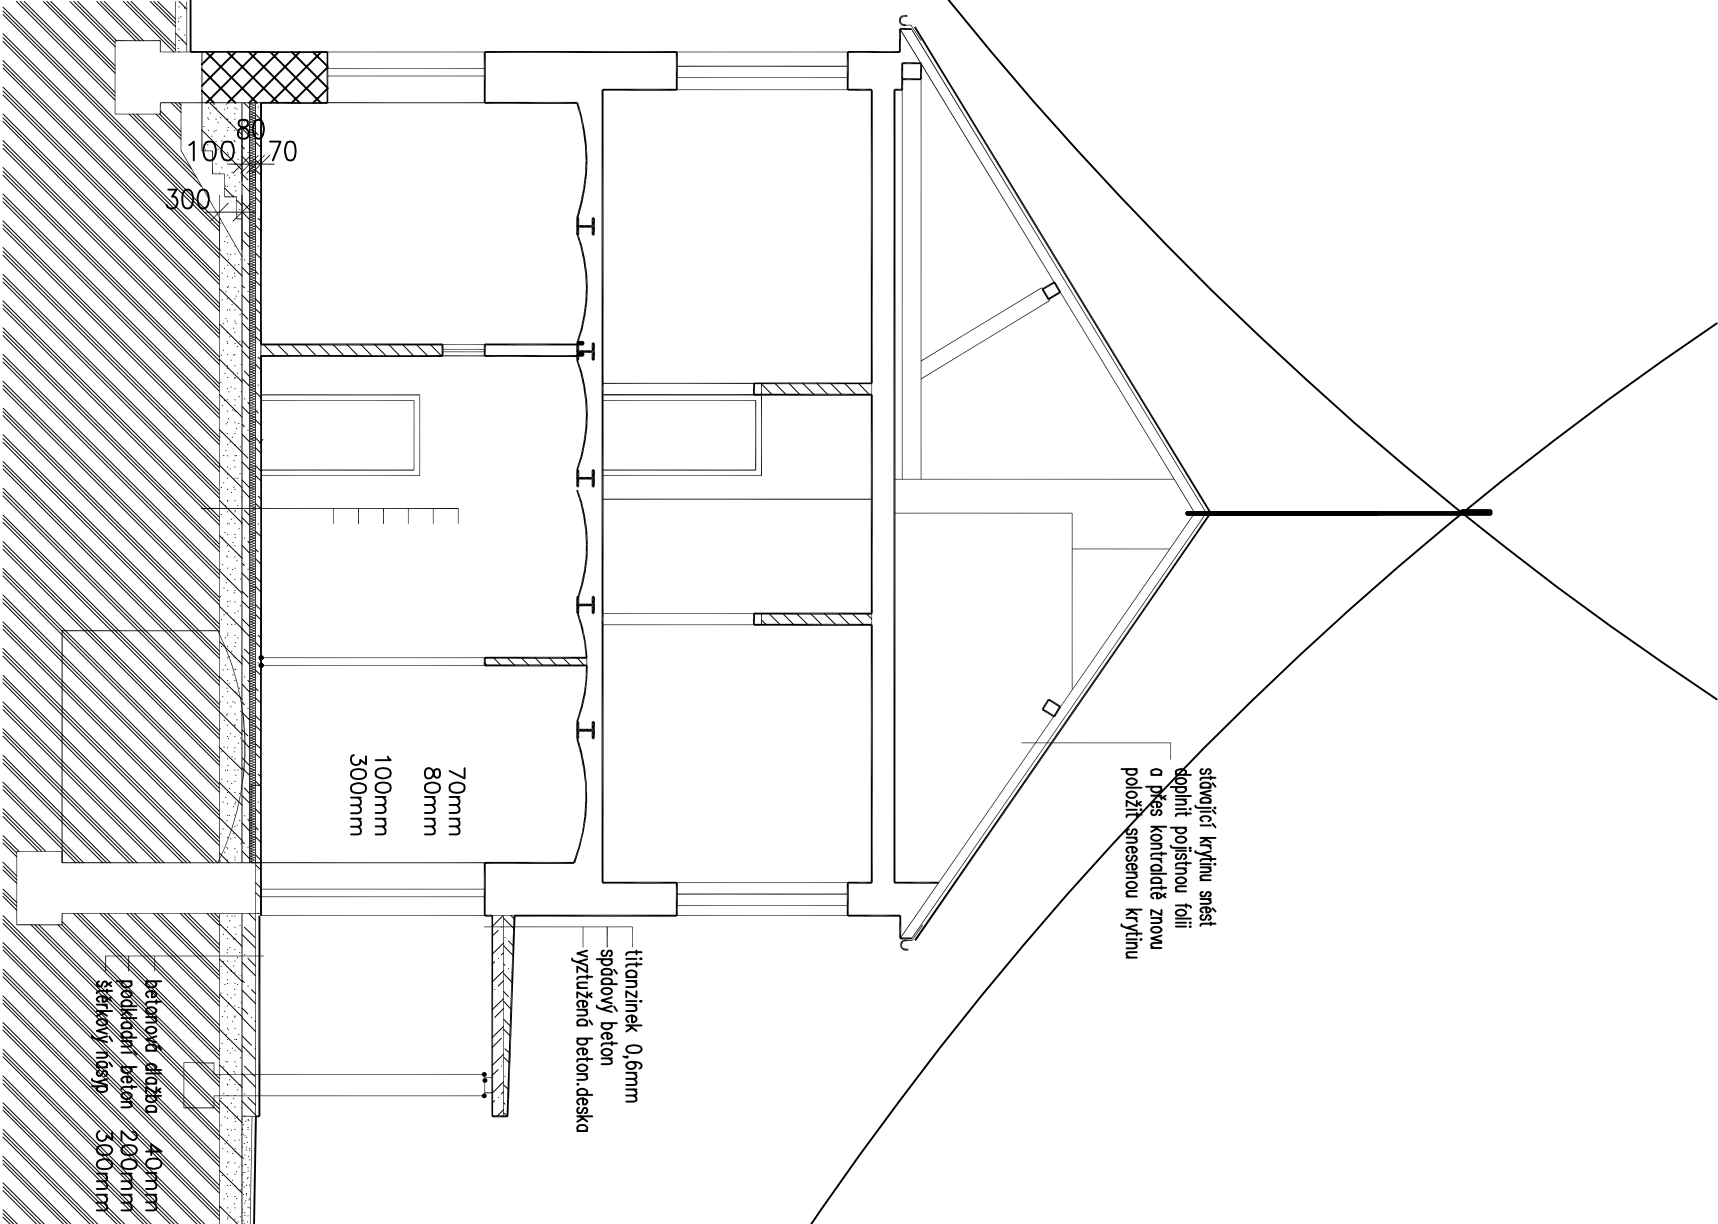 80
100 70
300
stávající krytinu snést
doplnit pojistnou folii
a přes kontralatě znovu
položit snesenou krytinu
titanzinek 0,6mm
spádový beton
vyztužená beton.deska
70mm
80mm
100mm
300mm
betonová dlažba 40mm
podkladní beton 200mm
štěrkový násyp 300mm